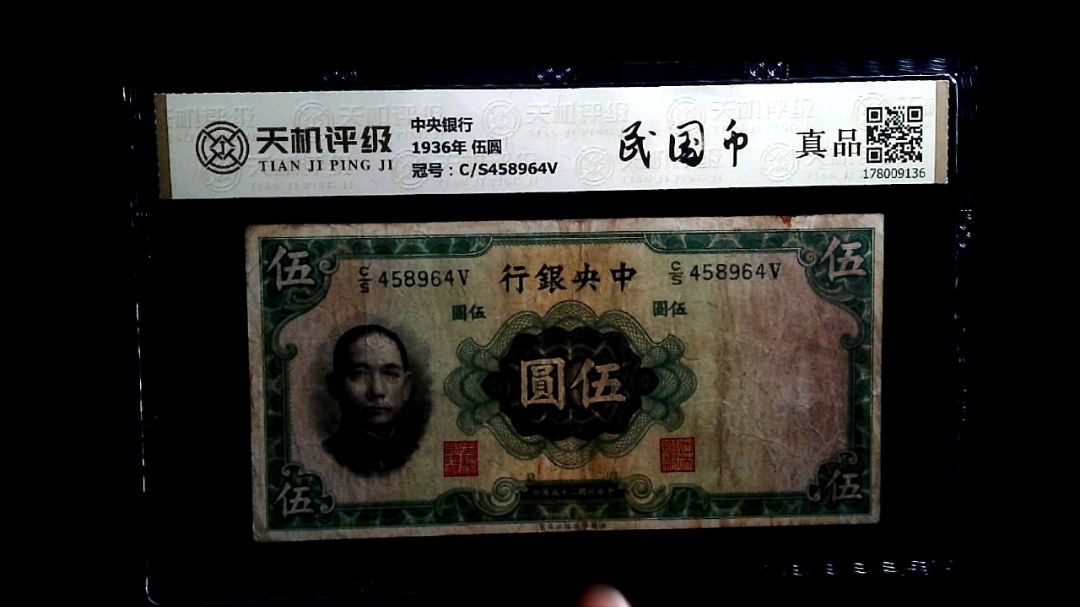 天机评级
TIAN JI PING JI
中央银行
1936年 伍圆
冠号：C/S458964V
民国币
真品
178009136
伍
伍
C/S 458964V
行銀央中
C/S 458964V
圓伍
圓伍
圓伍
伍
伍